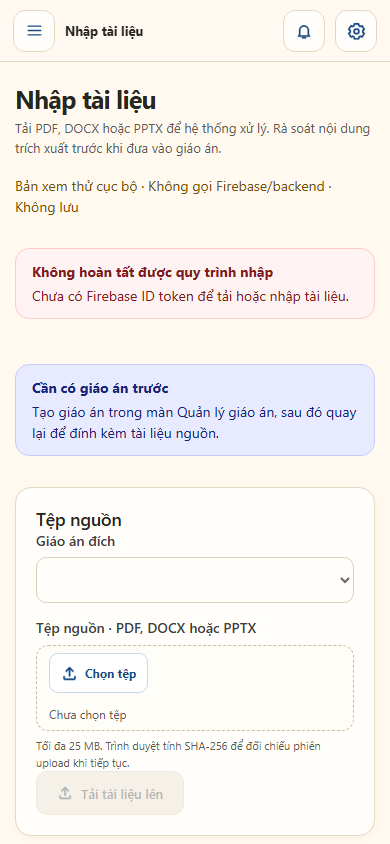 Nhập tài liệu
Nhập tài liệu
Tải PDF, DOCX hoặc PPTX để hệ thống xử lý. Rà soát nội dung
trích xuất trước khi đưa vào giáo án.
Bản xem thử cục bộ · Không gọi Firebase/backend ·
Không lưu
Không hoàn tất được quy trình nhập
Chưa có Firebase ID token để tải hoặc nhập tài liệu.
Cần có giáo án trước
Tạo giáo án trong màn Quản lý giáo án, sau đó quay
lại để đính kèm tài liệu nguồn.
Tệp nguồn
Giáo án đích
Tệp nguồn · PDF, DOCX hoặc PPTX
Chọn tệp
Chưa chọn tệp
Tối đa 25 MB. Trình duyệt tính SHA-256 để đối chiếu phiên
upload khi tiếp tục.
Tải tài liệu lên